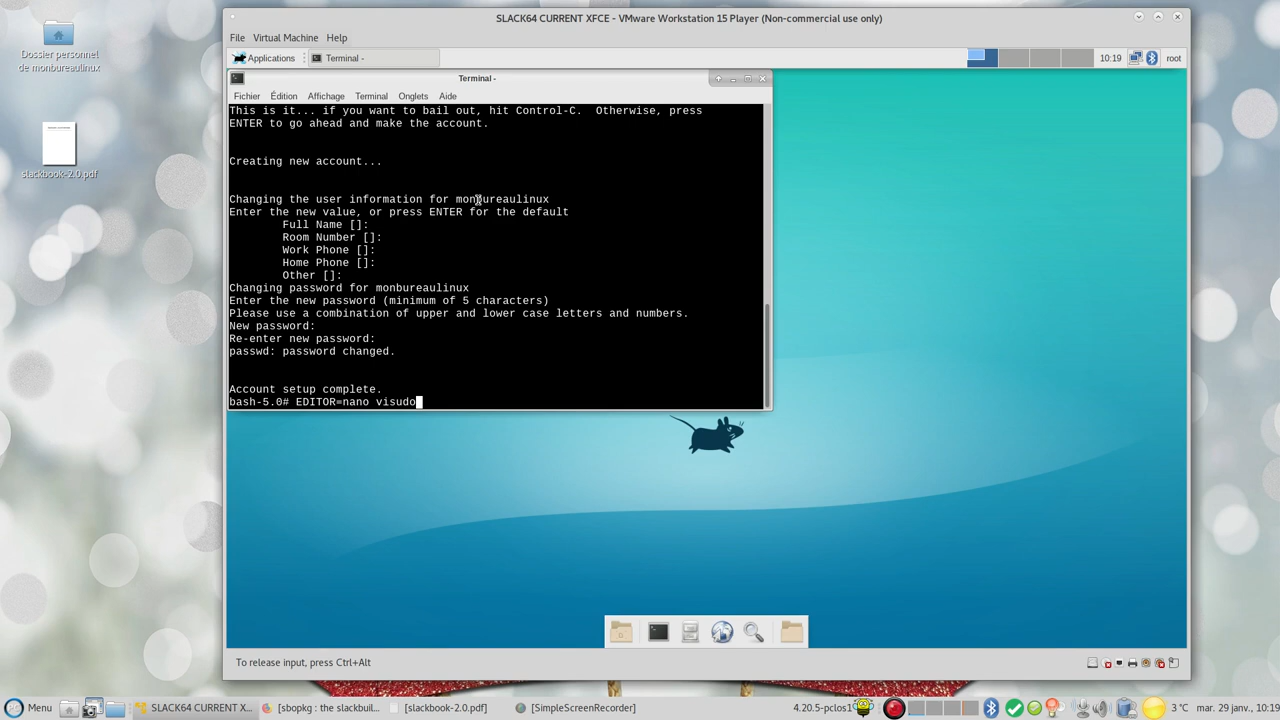 SLACK64 CURRENT XFCE - VMware Workstation 15 Player (Non-commercial use only)
File Virtual Machine Help
Dossier personnel
de monbureaulinux
slackbook-2.0.pdf
Applications
Terminal -
10:19
root
Terminal -
Fichier Édition Affichage Terminal Onglets Aide
This is it... if you want to bail out, hit Control-C.  Otherwise, press
ENTER to go ahead and make the account.
Creating new account...
Changing the user information for monbureaulinux
Enter the new value, or press ENTER for the default
Full Name []:
Room Number []:
Work Phone []:
Home Phone []:
Other []:
Changing password for monbureaulinux
Enter the new password (minimum of 5 characters)
Please use a combination of upper and lower case letters and numbers.
New password:
Re-enter new password:
passwd: password changed.
Account setup complete.
bash-5.0# EDITOR=nano visudo
To release input, press Ctrl+Alt
Menu
SLACK64 CURRENT X...
sbopkg : the slackbuil...
[slackbook-2.0.pdf]
[SimpleScreenRecorder]
4.20.5-pclos1
3 °C
mar. 29 janv., 10:19